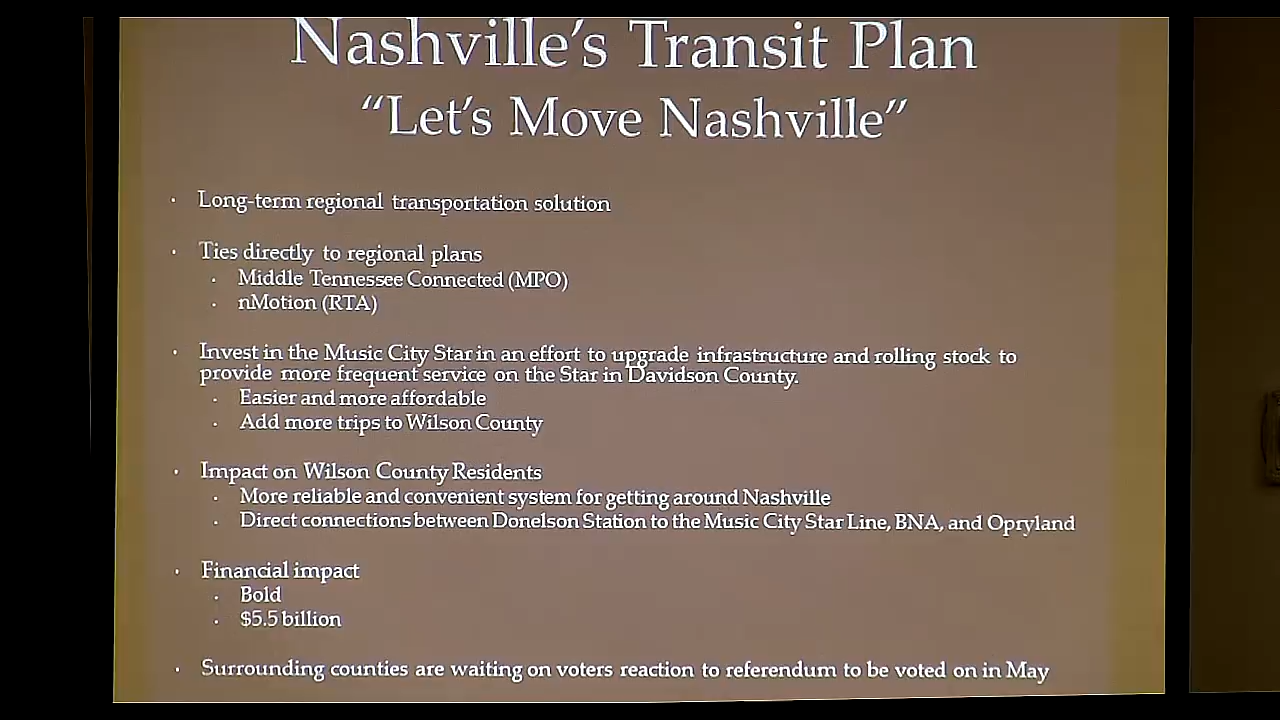 Nashville's Transit Plan
“Let's Move Nashville”
· Long-term regional transportation solution
· Ties directly to regional plans
· Middle Tennessee Connected (MPO)
· nMotion (RTA)
· Invest in the Music City Star in an effort to upgrade infrastructure and rolling stock to
provide more frequent service on the Star in Davidson County.
· Easier and more affordable
· Add more trips to Wilson County
· Impact on Wilson County Residents
· More reliable and convenient system for getting around Nashville
· Direct connections between Donelson Station to the Music City Star Line, BNA, and Opryland
· Financial impact
· Bold
· $5.5 billion
· Surrounding counties are waiting on voters reaction to referendum to be voted on in May